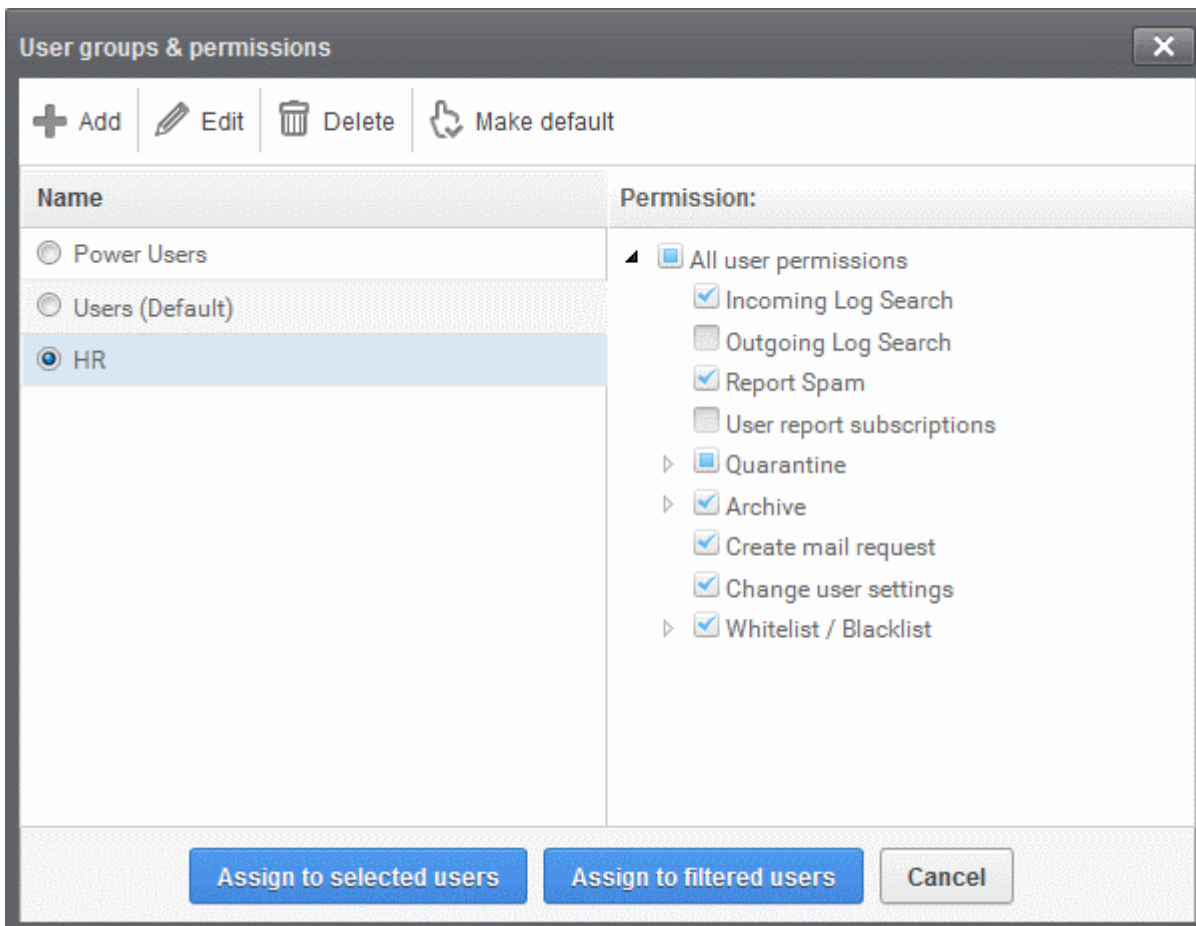 User groups & permissions
Add Edit Delete Make default
Name
Power Users
Users (Default)
HR
Permission:
All user permissions
Incoming Log Search
Outgoing Log Search
Report Spam
User report subscriptions
Quarantine
Archive
Create mail request
Change user settings
Whitelist / Blacklist
Assign to selected users Assign to filtered users Cancel